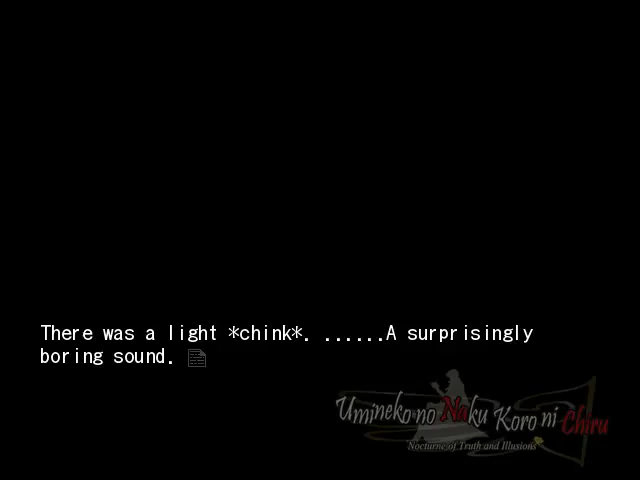 There was a light *chink*. ......A surprisingly
boring sound.
Umineko no Naku Koro ni Chiru
Nocturne of Truth and Illusions